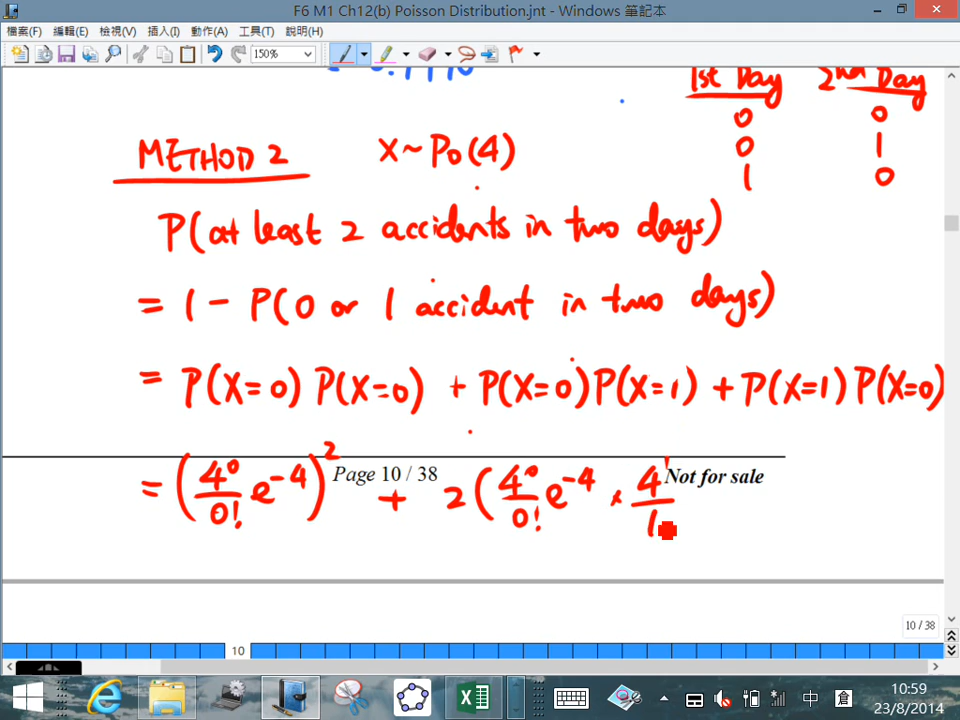 F6 M1 Ch12(b) Poisson Distribution.jnt - Windows 筆記本
檔案(F) 編輯(E) 檢視(V) 插入(I) 動作(A) 工具(T) 說明(H)
150%
1st Day 2nd Day
0 0
0 1
1 0
METHOD 2 X~Po(4)
P(at least 2 accidents in two days)
= 1 - P(0 or 1 accident in two days)
= P(X=0) P(X=0) + P(X=0)P(X=1) + P(X=1)P(X=0)
= (4⁰/0! e⁻⁴)² + 2(4⁰/0! e⁻⁴ × 4¹/1
Page 10 / 38 Not for sale
10 / 38
10
中 倉 10:59
23/8/2014